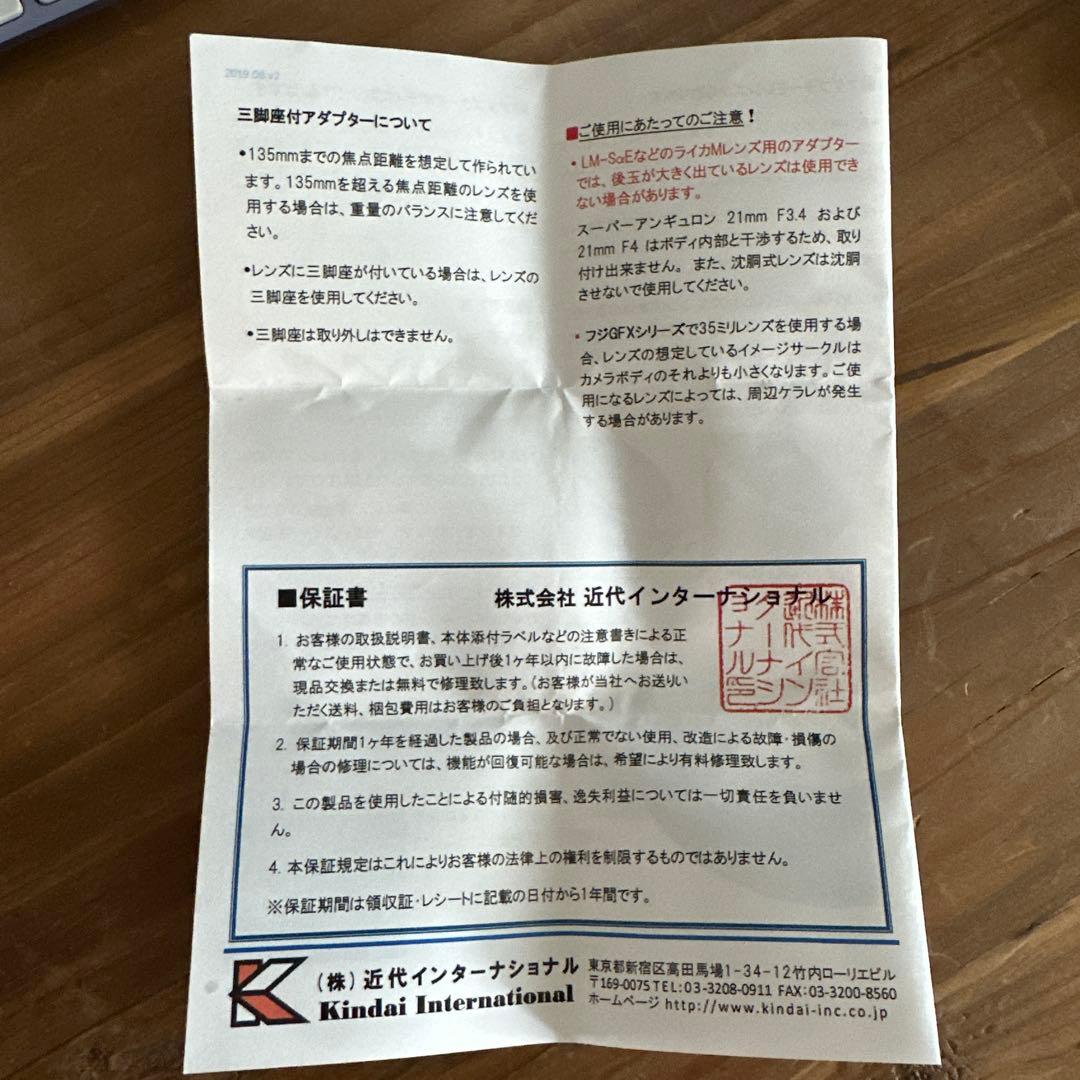 2019.06.v2
三脚座付アダプターについて
•135mmまでの焦点距離を想定して作られてい
ます。135mmを超える焦点距離のレンズを使
用する場合は、重量のバランスに注意してくだ
さい。
•レンズに三脚座が付いている場合は、レンズの
三脚座を使用してください。
•三脚座は取り外しはできません。
■ご使用にあたってのご注意！
•LM-SαEなどのライカMレンズ用のアダプター
では、後玉が大きく出ているレンズは使用でき
ない場合があります。
スーパーアンギュロン 21mm F3.4 および
21mm F4 はボディ内部と干渉するため、取り
付け出来ません。 また、沈胴式レンズは沈胴
させないで使用してください。
▪フジGFXシリーズで35ミリレンズを使用する場
合、レンズの想定しているイメージサークルは
カメラボディのそれよりも小さくなります。ご使
用になるレンズによっては、周辺ケラレが発生
する場合があります。
■保証書 株式会社 近代インターナショナル
株式会社近代インターナショナル印
1. お客様の取扱説明書、本体添付ラベルなどの注意書きによる正
常なご使用状態で、お買い上げ後1ヶ年以内に故障した場合は、
現品交換または無料で修理致します。（お客様が当社へお送りい
ただく送料、梱包費用はお客様のご負担となります。）
2. 保証期間1ヶ年を経過した製品の場合、及び正常でない使用、改造による故障・損傷の
場合の修理については、機能が回復可能な場合は、希望により有料修理致します。
3. この製品を使用したことによる付随的損害、逸失利益については一切責任を負いませ
ん。
4. 本保証規定はこれによりお客様の法律上の権利を制限するものではありません。
※保証期間は領収証・レシートに記載の日付から1年間です。
（株）近代インターナショナル
Kindai International
東京都新宿区高田馬場1-34-12竹内ローリエビル
〒169-0075 TEL:03-3208-0911 FAX:03-3200-8560
ホームページ http://www.kindai-inc.co.jp